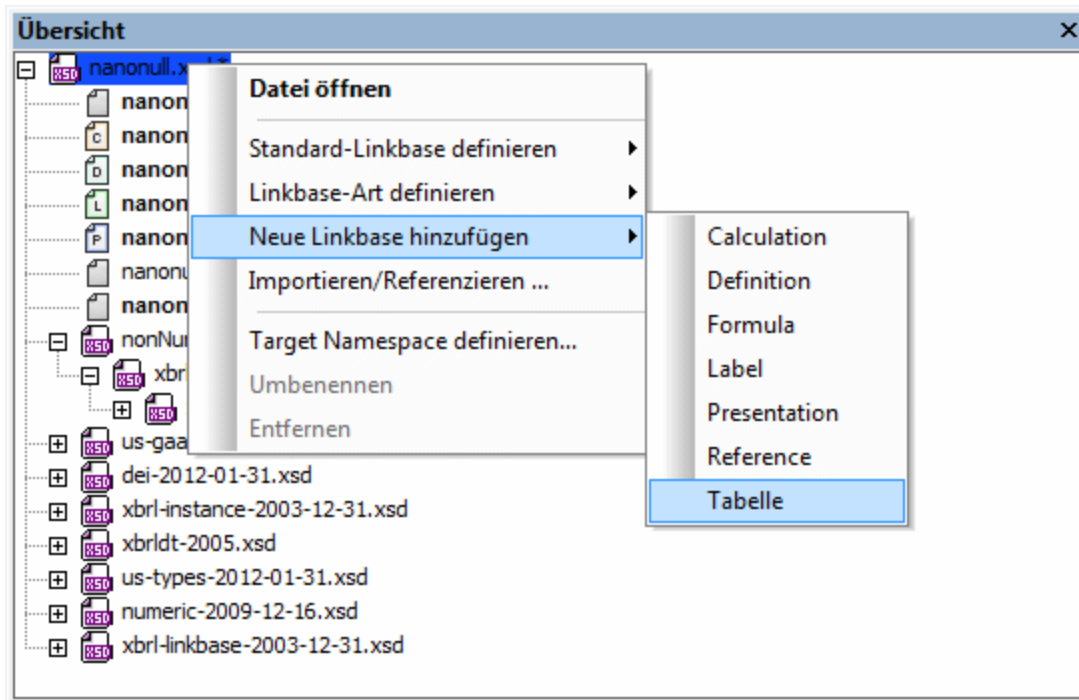 Übersicht
nanonull.x
nanon
nanon
nanon
nanon
nanon
nanonu
nanon
nonNu
xbr
us-gaa
dei-2012-01-31.xsd
xbrl-instance-2003-12-31.xsd
xbrldt-2005.xsd
us-types-2012-01-31.xsd
numeric-2009-12-16.xsd
xbrl-linkbase-2003-12-31.xsd
Datei öffnen
Standard-Linkbase definieren
Linkbase-Art definieren
Neue Linkbase hinzufügen
Importieren/Referenzieren ...
Target Namespace definieren...
Umbenennen
Entfernen
Calculation
Definition
Formula
Label
Presentation
Reference
Tabelle